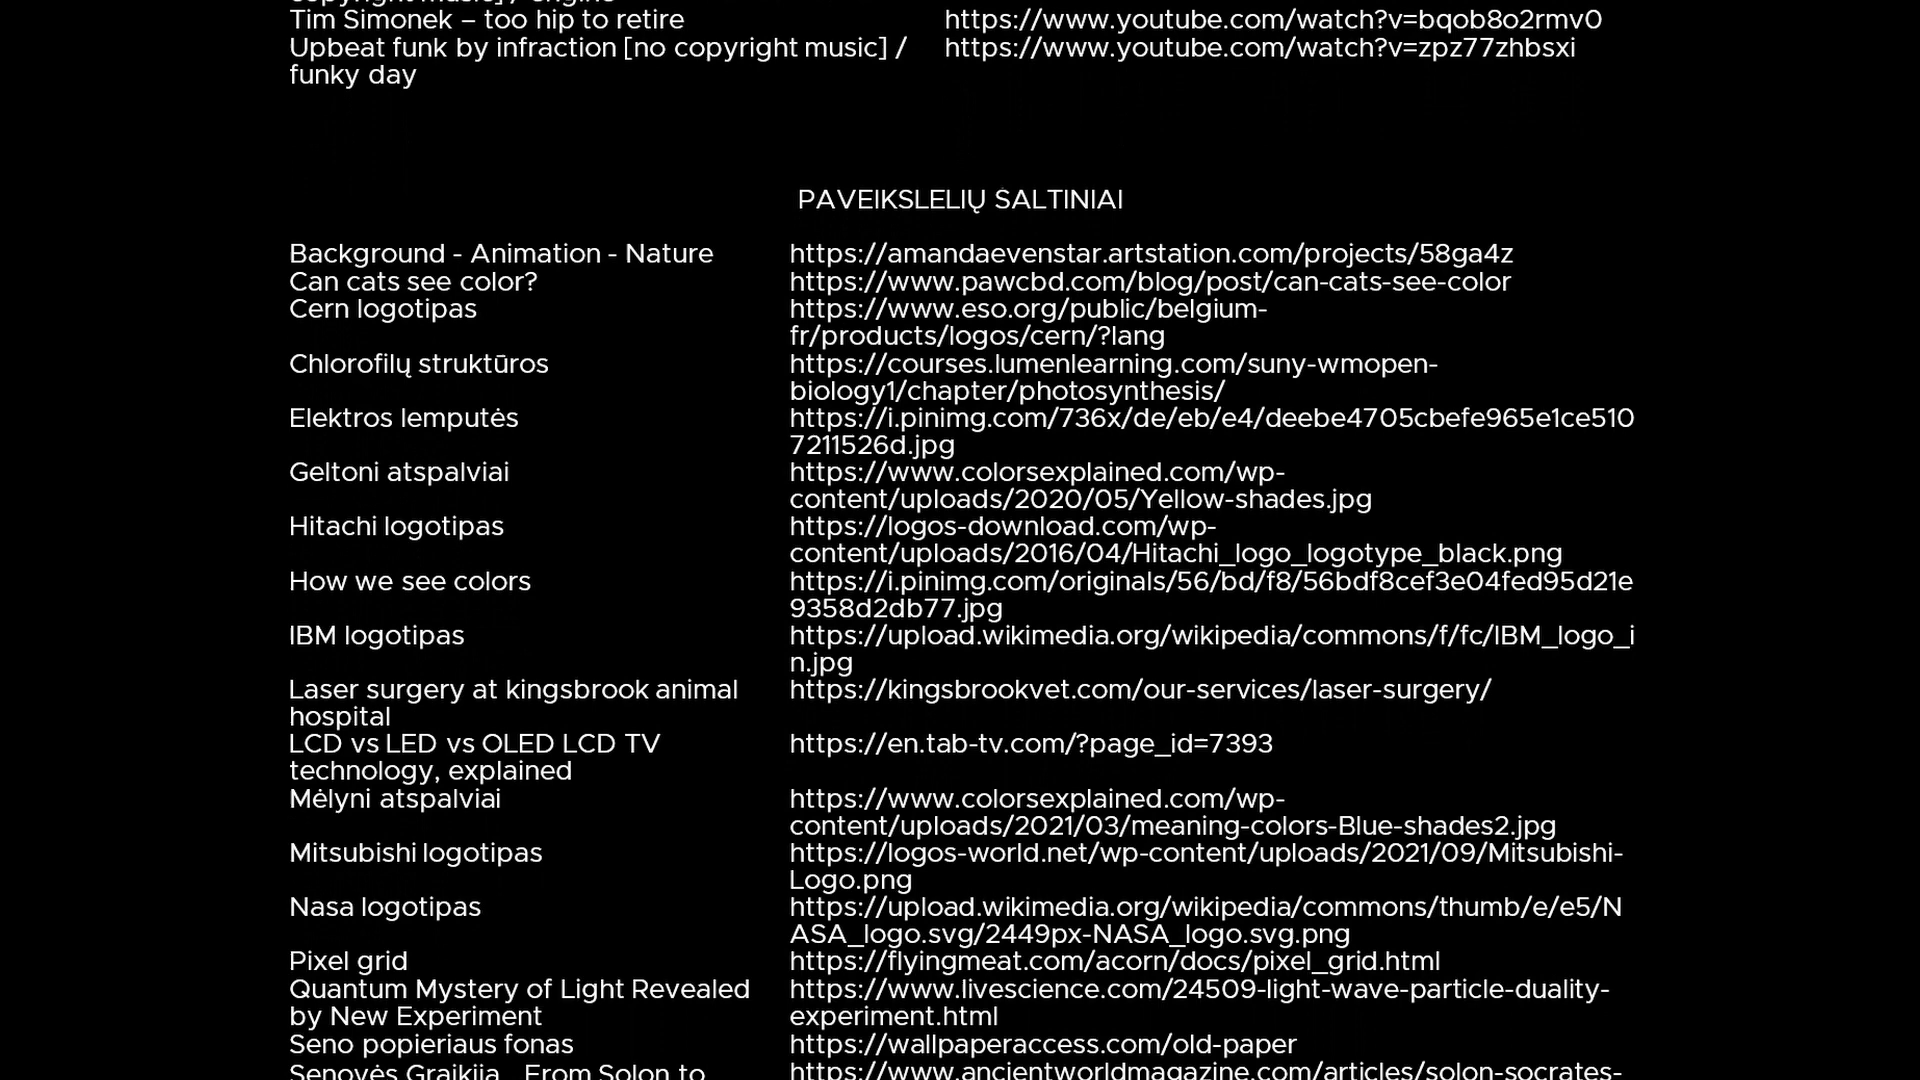 Tim Simonek – too hip to retire https://www.youtube.com/watch?v=bqob8o2rmv0
Upbeat funk by infraction [no copyright music] / https://www.youtube.com/watch?v=zpz77zhbsxi
funky day
PAVEIKSLELIŲ ŠALTINIAI
Background - Animation - Nature https://amandaevenstar.artstation.com/projects/58ga4z
Can cats see color? https://www.pawcbd.com/blog/post/can-cats-see-color
Cern logotipas https://www.eso.org/public/belgium-
fr/products/logos/cern/?lang
Chlorofilų struktūros https://courses.lumenlearning.com/suny-wmopen-
biology1/chapter/photosynthesis/
Elektros lemputės https://i.pinimg.com/736x/de/eb/e4/deebe4705cbefe965e1ce510
7211526d.jpg
Geltoni atspalviai https://www.colorsexplained.com/wp-
content/uploads/2020/05/Yellow-shades.jpg
Hitachi logotipas https://logos-download.com/wp-
content/uploads/2016/04/Hitachi_logo_logotype_black.png
How we see colors https://i.pinimg.com/originals/56/bd/f8/56bdf8cef3e04fed95d21e
9358d2db77.jpg
IBM logotipas https://upload.wikimedia.org/wikipedia/commons/f/fc/IBM_logo_i
n.jpg
Laser surgery at kingsbrook animal https://kingsbrookvet.com/our-services/laser-surgery/
hospital
LCD vs LED vs OLED LCD TV https://en.tab-tv.com/?page_id=7393
technology, explained
Mėlyni atspalviai https://www.colorsexplained.com/wp-
content/uploads/2021/03/meaning-colors-Blue-shades2.jpg
Mitsubishi logotipas https://logos-world.net/wp-content/uploads/2021/09/Mitsubishi-
Logo.png
Nasa logotipas https://upload.wikimedia.org/wikipedia/commons/thumb/e/e5/N
ASA_logo.svg/2449px-NASA_logo.svg.png
Pixel grid https://flyingmeat.com/acorn/docs/pixel_grid.html
Quantum Mystery of Light Revealed https://www.livescience.com/24509-light-wave-particle-duality-
by New Experiment experiment.html
Seno popieriaus fonas https://wallpaperaccess.com/old-paper
Senovės Graikija From Solon to https://www.ancientworldmagazine.com/articles/solon-socrates-